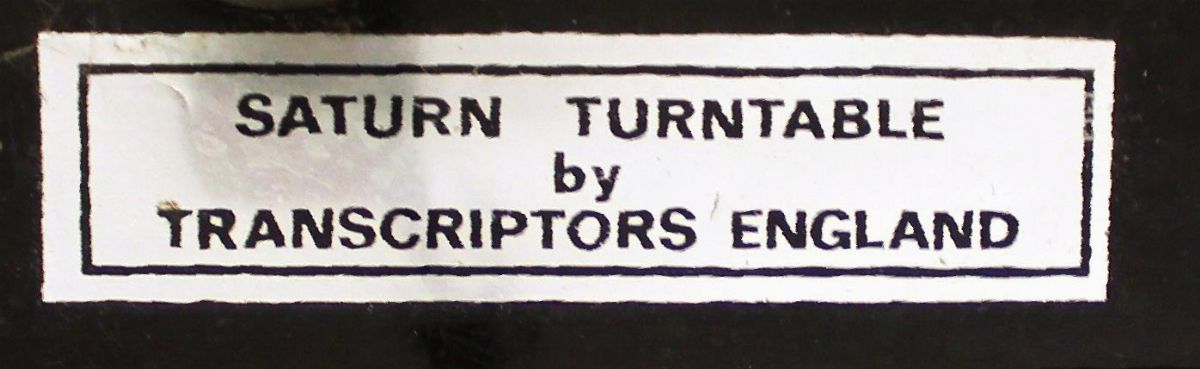 SATURN TURNTABLE
by
TRANSCRIPTORS ENGLAND